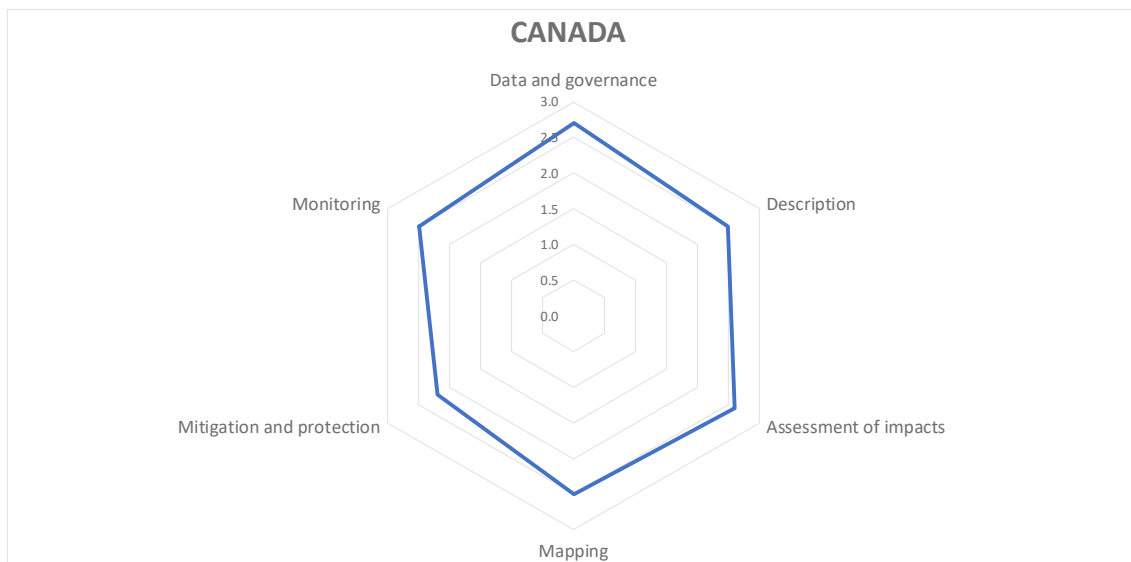 CANADA
Data and governance
3.0
2.5
2.0
Monitoring
Description
1.5
1.0
0.5
0.0
Mitigation and protection
Assessment of impacts
Mapping